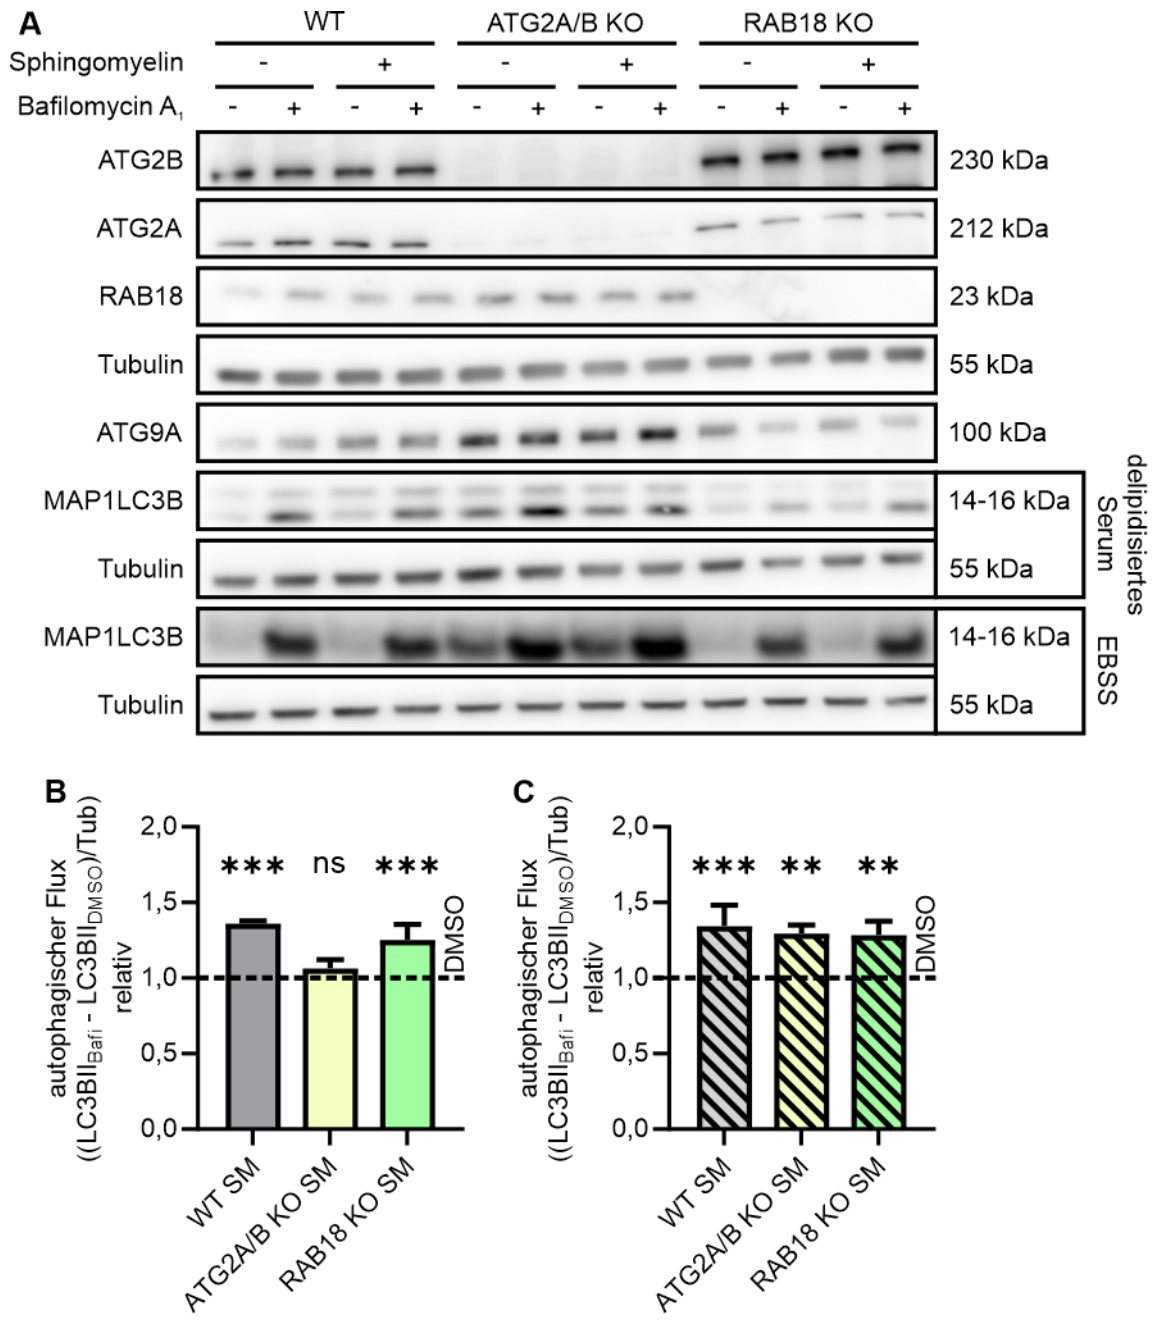 A
WT ATG2A/B KO RAB18 KO
Sphingomyelin - + - + - +
Bafilomycin A1 - + - + - + - + - + - +
ATG2B 230 kDa
ATG2A 212 kDa
RAB18 23 kDa
Tubulin 55 kDa
ATG9A 100 kDa
MAP1LC3B 14-16 kDa
Tubulin 55 kDa
delipidisiertes
Serum
MAP1LC3B 14-16 kDa
Tubulin 55 kDa
EBSS
B
autophagischer Flux
((LC3BIIBafi - LC3BIIDMSO)/Tub)
relativ
2,0
1,5
1,0
0,5
0,0
*** ns ***
DMSO
WT SM
ATG2A/B KO SM
RAB18 KO SM
C
autophagischer Flux
((LC3BIIBafi - LC3BIIDMSO)/Tub)
relativ
2,0
1,5
1,0
0,5
0,0
*** ** **
DMSO
WT SM
ATG2A/B KO SM
RAB18 KO SM